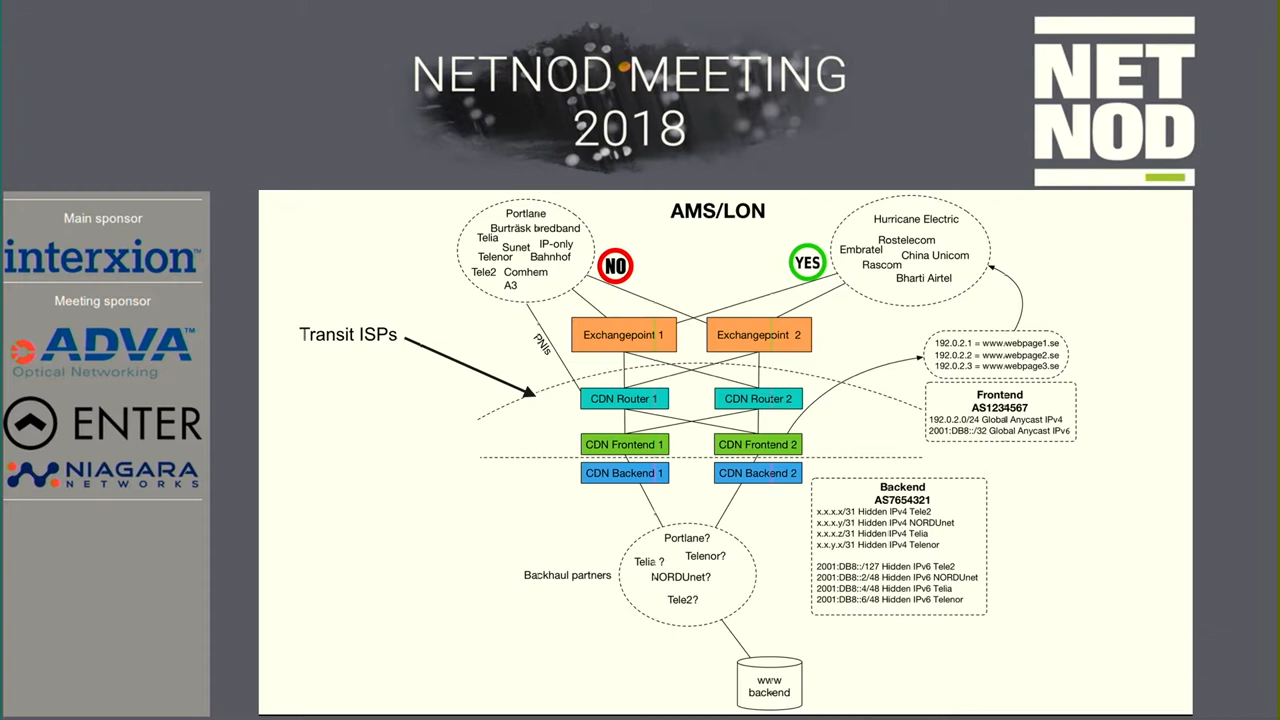 NETNOD MEETING
2018
NET
NOD
Main sponsor
interxion™
Meeting sponsor
ADVA™
Optical Networking
ENTER
NIAGARA
NETWORKS
AMS/LON
Portlane
Burträsk bredband
Telia
Sunet
IP-only
Telenor
Bahnhof
Tele2
Comhem
A3
NO
YES
Hurricane Electric
Rostelecom
Embratel
China Unicom
Rascom
Bharti Airtel
Transit ISPs
PNIs
Exchangepoint 1
Exchangepoint 2
192.0.2.1 = www.webpage1.se
192.0.2.2 = www.webpage2.se
192.0.2.3 = www.webpage3.se
CDN Router 1
CDN Router 2
Frontend
AS1234567
192.0.2.0/24 Global Anycast IPv4
2001:DB8::/32 Global Anycast IPv6
CDN Frontend 1
CDN Frontend 2
CDN Backend 1
CDN Backend 2
Backend
AS7654321
x.x.x.x/31 Hidden IPv4 Tele2
x.x.x.y/31 Hidden IPv4 NORDUnet
x.x.x.z/31 Hidden IPv4 Telia
x.x.y.x/31 Hidden IPv4 Telenor
2001:DB8::/127 Hidden IPv6 Tele2
2001:DB8::2/48 Hidden IPv6 NORDUnet
2001:DB8::4/48 Hidden IPv6 Telia
2001:DB8::6/48 Hidden IPv6 Telenor
Backhaul partners
Portlane?
Telenor?
Telia ?
NORDUnet?
Tele2?
www
backend